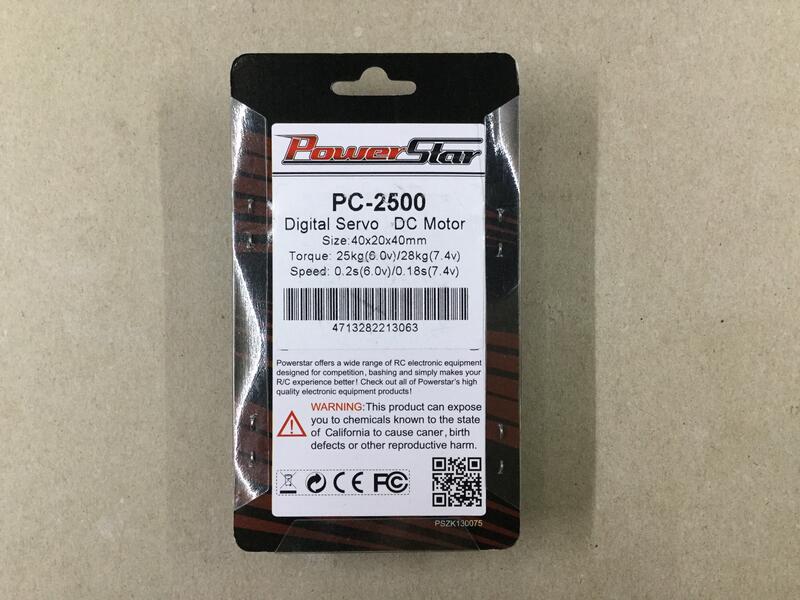 PowerStar
PC-2500
Digital Servo DC Motor
Size:40x20x40mm
Torque: 25kg(6.0v)/28kg(7.4v)
Speed: 0.2s(6.0v)/0.18s(7.4v)
4713282213063
Powerstar offers a wide range of RC electronic equipment
designed for competition, bashing and simply makes your
R/C experience better! Check out all of Powerstar's high
quality electronic equipment products!
WARNING:This product can expose
you to chemicals known to the state
of California to cause caner, birth
defects or other reproductive harm.
CE FC
PSZK130075